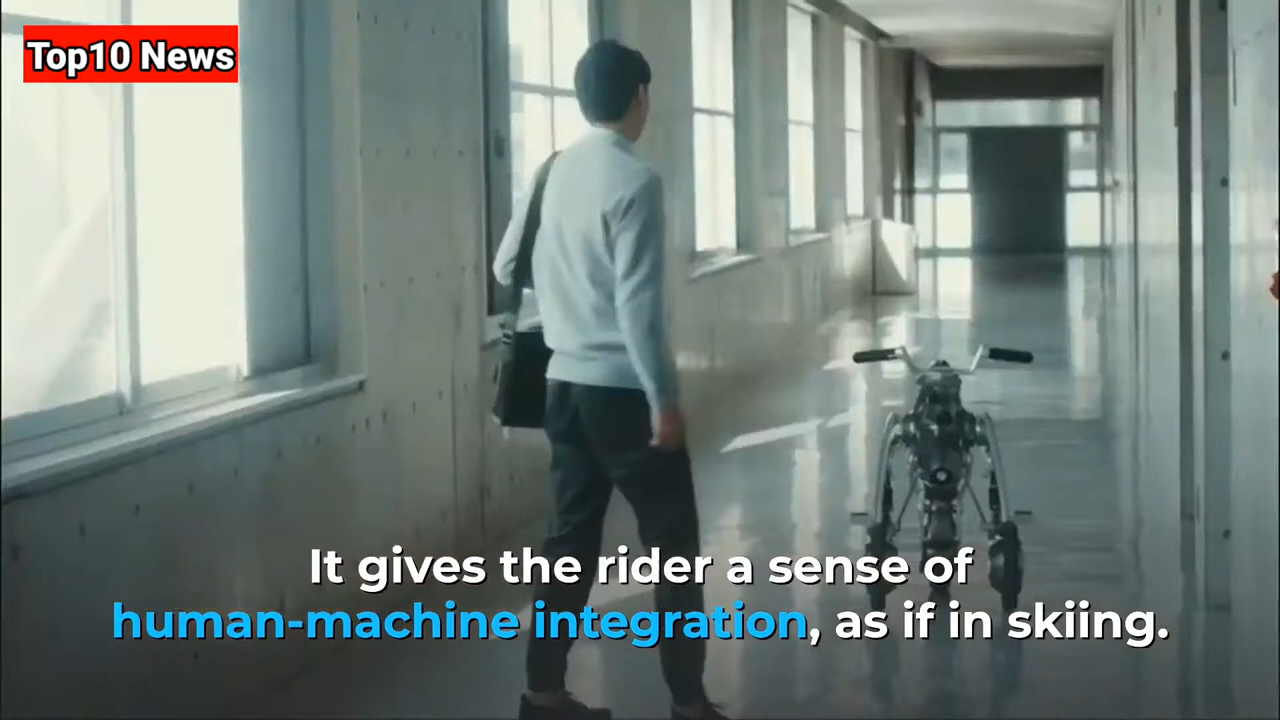 Top10 News
It gives the rider a sense of
human-machine integration, as if in skiing.